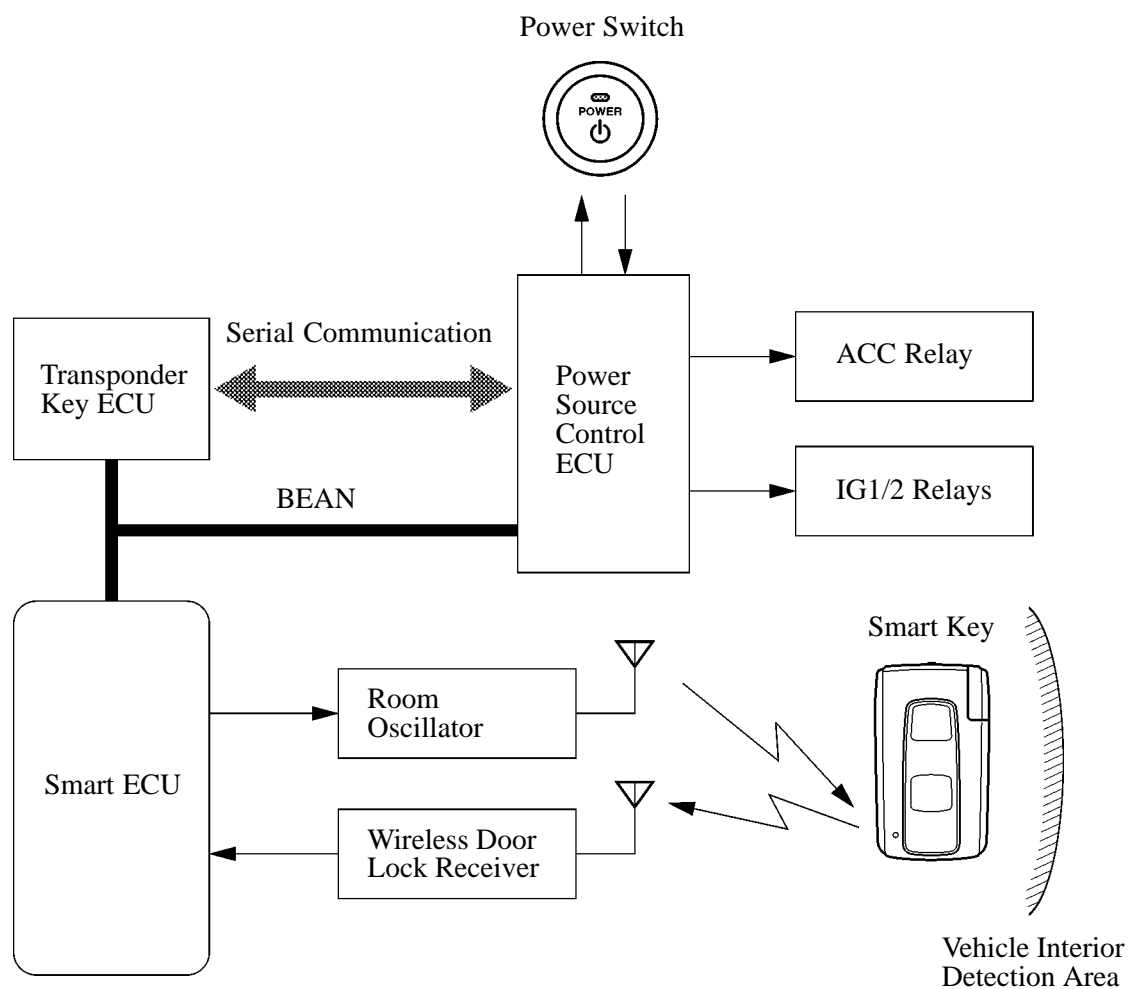 Power Switch
POWER
Serial Communication
Transponder
Key ECU
Power
Source
Control
ECU
ACC Relay
IG1/2 Relays
BEAN
Smart Key
Room
Oscillator
Smart ECU
Wireless Door
Lock Receiver
Vehicle Interior
Detection Area